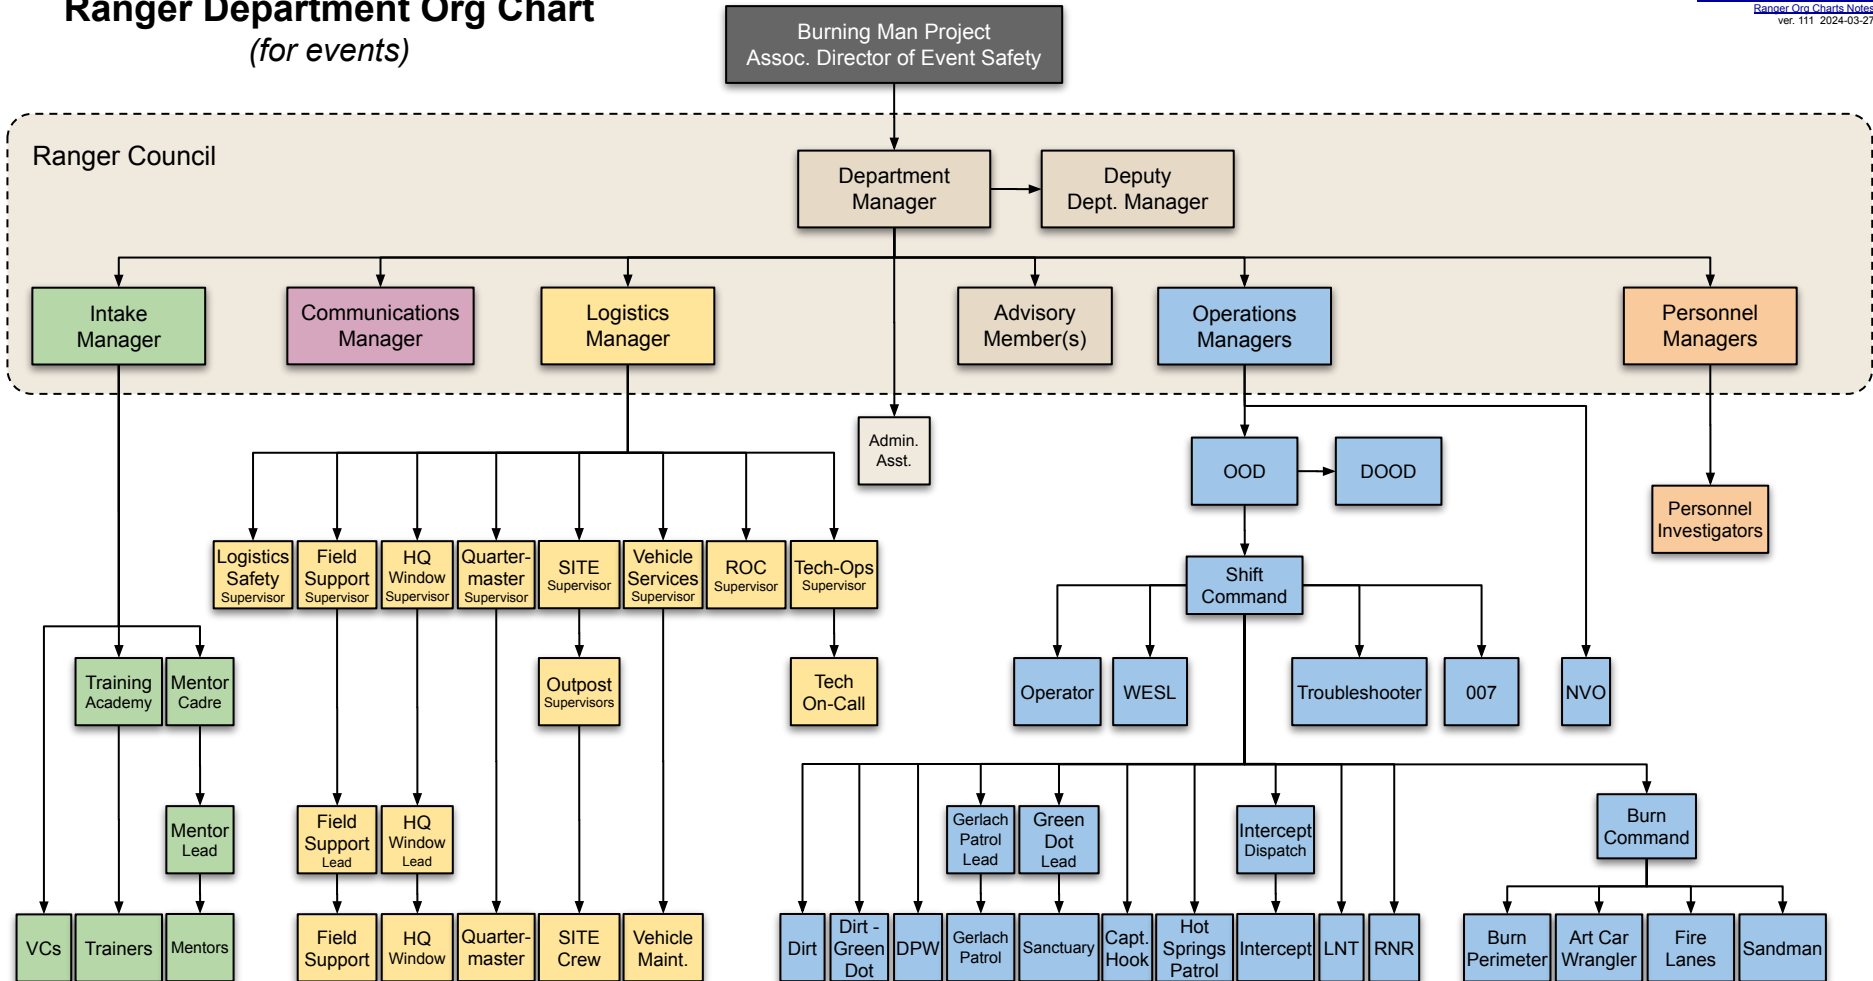 Ranger Department Org Chart
(for events)
Ranger Org Charts Notes
ver. 111 2024-03-27
Burning Man Project
Assoc. Director of Event Safety
Ranger Council
Department
Manager
Deputy
Dept. Manager
Intake
Manager
Communications
Manager
Logistics
Manager
Advisory
Member(s)
Operations
Managers
Personnel
Managers
Admin.
Asst.
OOD
DOOD
Personnel
Investigators
Logistics
Safety
Supervisor
Field
Support
Supervisor
HQ
Window
Supervisor
Quarter-
master
Supervisor
SITE
Supervisor
Vehicle
Services
Supervisor
ROC
Supervisor
Tech-Ops
Supervisor
Shift
Command
Training
Academy
Mentor
Cadre
Outpost
Supervisors
Tech
On-Call
Operator
WESL
Troubleshooter
007
NVO
Mentor
Lead
Field
Support
Lead
HQ
Window
Lead
Gerlach
Patrol
Lead
Green
Dot
Lead
Intercept
Dispatch
Burn
Command
VCs
Trainers
Mentors
Field
Support
HQ
Window
Quarter-
master
SITE
Crew
Vehicle
Maint.
Dirt
Dirt -
Green
Dot
DPW
Gerlach
Patrol
Sanctuary
Capt.
Hook
Hot
Springs
Patrol
Intercept
LNT
RNR
Burn
Perimeter
Art Car
Wrangler
Fire
Lanes
Sandman